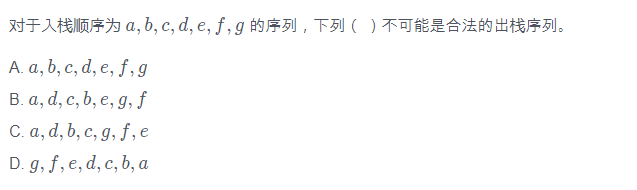 对于入栈顺序为 a, b, c, d, e, f, g 的序列，下列（ ）不可能是合法的出栈序列。
A. a, b, c, d, e, f, g
B. a, d, c, b, e, g, f
C. a, d, b, c, g, f, e
D. g, f, e, d, c, b, a